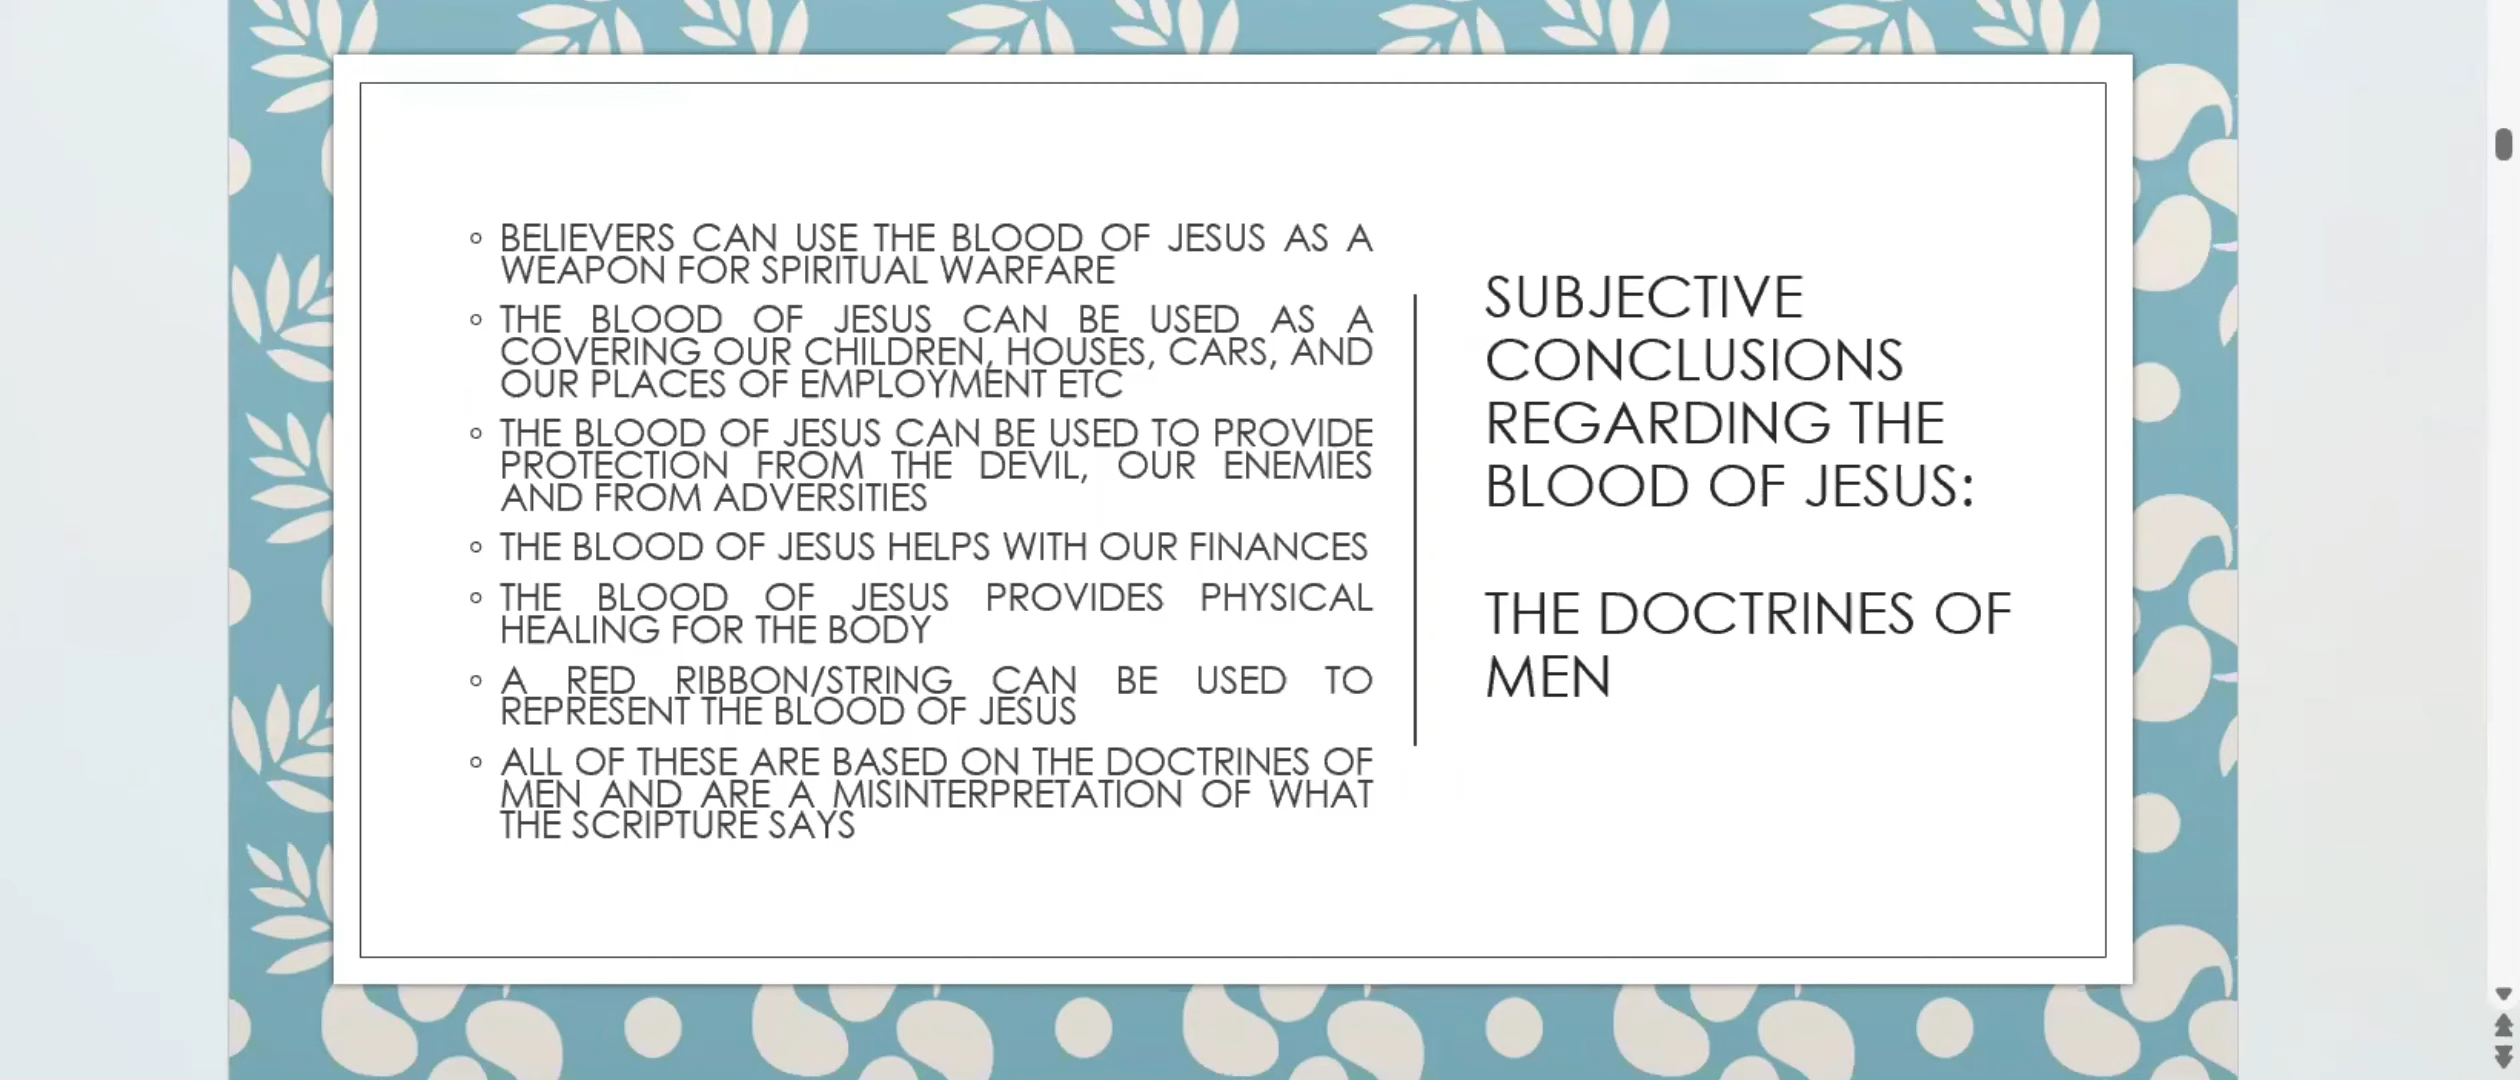 ○ BELIEVERS CAN USE THE BLOOD OF JESUS AS A
WEAPON FOR SPIRITUAL WARFARE
○ THE BLOOD OF JESUS CAN BE USED AS A
COVERING OUR CHILDREN, HOUSES, CARS, AND
OUR PLACES OF EMPLOYMENT ETC
○ THE BLOOD OF JESUS CAN BE USED TO PROVIDE
PROTECTION FROM THE DEVIL, OUR ENEMIES
AND FROM ADVERSITIES
○ THE BLOOD OF JESUS HELPS WITH OUR FINANCES
○ THE BLOOD OF JESUS PROVIDES PHYSICAL
HEALING FOR THE BODY
○ A RED RIBBON/STRING CAN BE USED TO
REPRESENT THE BLOOD OF JESUS
○ ALL OF THESE ARE BASED ON THE DOCTRINES OF
MEN AND ARE A MISINTERPRETATION OF WHAT
THE SCRIPTURE SAYS
SUBJECTIVE
CONCLUSIONS
REGARDING THE
BLOOD OF JESUS:
THE DOCTRINES OF
MEN